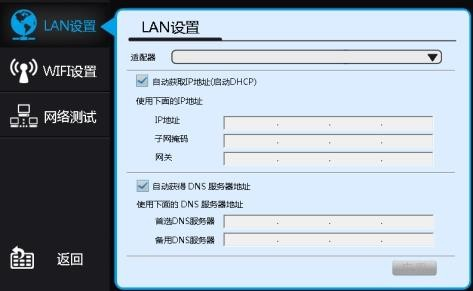 LAN设置
WIFI设置
网络测试
返回
LAN设置
适配器
自动获取IP地址(启动DHCP)
使用下面的IP地址
IP地址
子网掩码
网关
自动获得 DNS 服务器地址
使用下面的 DNS 服务器地址
首选DNS服务器
备用DNS服务器